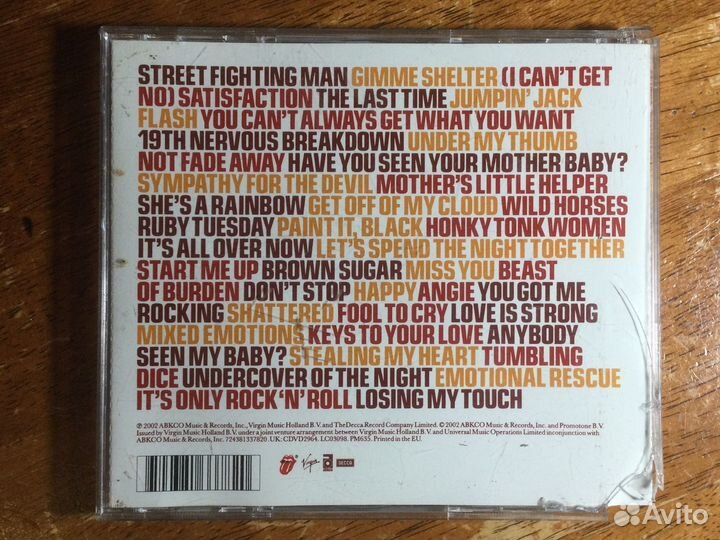 STREET FIGHTING MAN GIMME SHELTER (I CAN'T GET
NO) SATISFACTION THE LAST TIME JUMPIN' JACK
FLASH YOU CAN'T ALWAYS GET WHAT YOU WANT
19TH NERVOUS BREAKDOWN UNDER MY THUMB
NOT FADE AWAY HAVE YOU SEEN YOUR MOTHER BABY?
SYMPATHY FOR THE DEVIL MOTHER'S LITTLE HELPER
SHE'S A RAINBOW GET OFF OF MY CLOUD WILD HORSES
RUBY TUESDAY PAINT IT, BLACK HONKY TONK WOMEN
IT'S ALL OVER NOW LET'S SPEND THE NIGHT TOGETHER
START ME UP BROWN SUGAR MISS YOU BEAST
OF BURDEN DON'T STOP HAPPY ANGIE YOU GOT ME
ROCKING SHATTERED FOOL TO CRY LOVE IS STRONG
MIXED EMOTIONS KEYS TO YOUR LOVE ANYBODY
SEEN MY BABY? STEALING MY HEART TUMBLING
DICE UNDERCOVER OF THE NIGHT EMOTIONAL RESCUE
IT'S ONLY ROCK 'N' ROLL LOSING MY TOUCH
℗ 2002 ABKCO Music & Records, Inc., Virgin Music Holland B.V. and The Decca Record Company Limited. © 2002 ABKCO Music & Records, Inc., and Promotone B.V.
Issued by Virgin Music Holland B.V. under a joint venture arrangement between Virgin Music Holland B.V. and Universal Music Operations Limited in conjunction with
ABKCO Music & Records, Inc. 724381337820. UK: CDVD2964. LC03098. PM635. Printed in the EU.
Virgin
DECCA
Avito